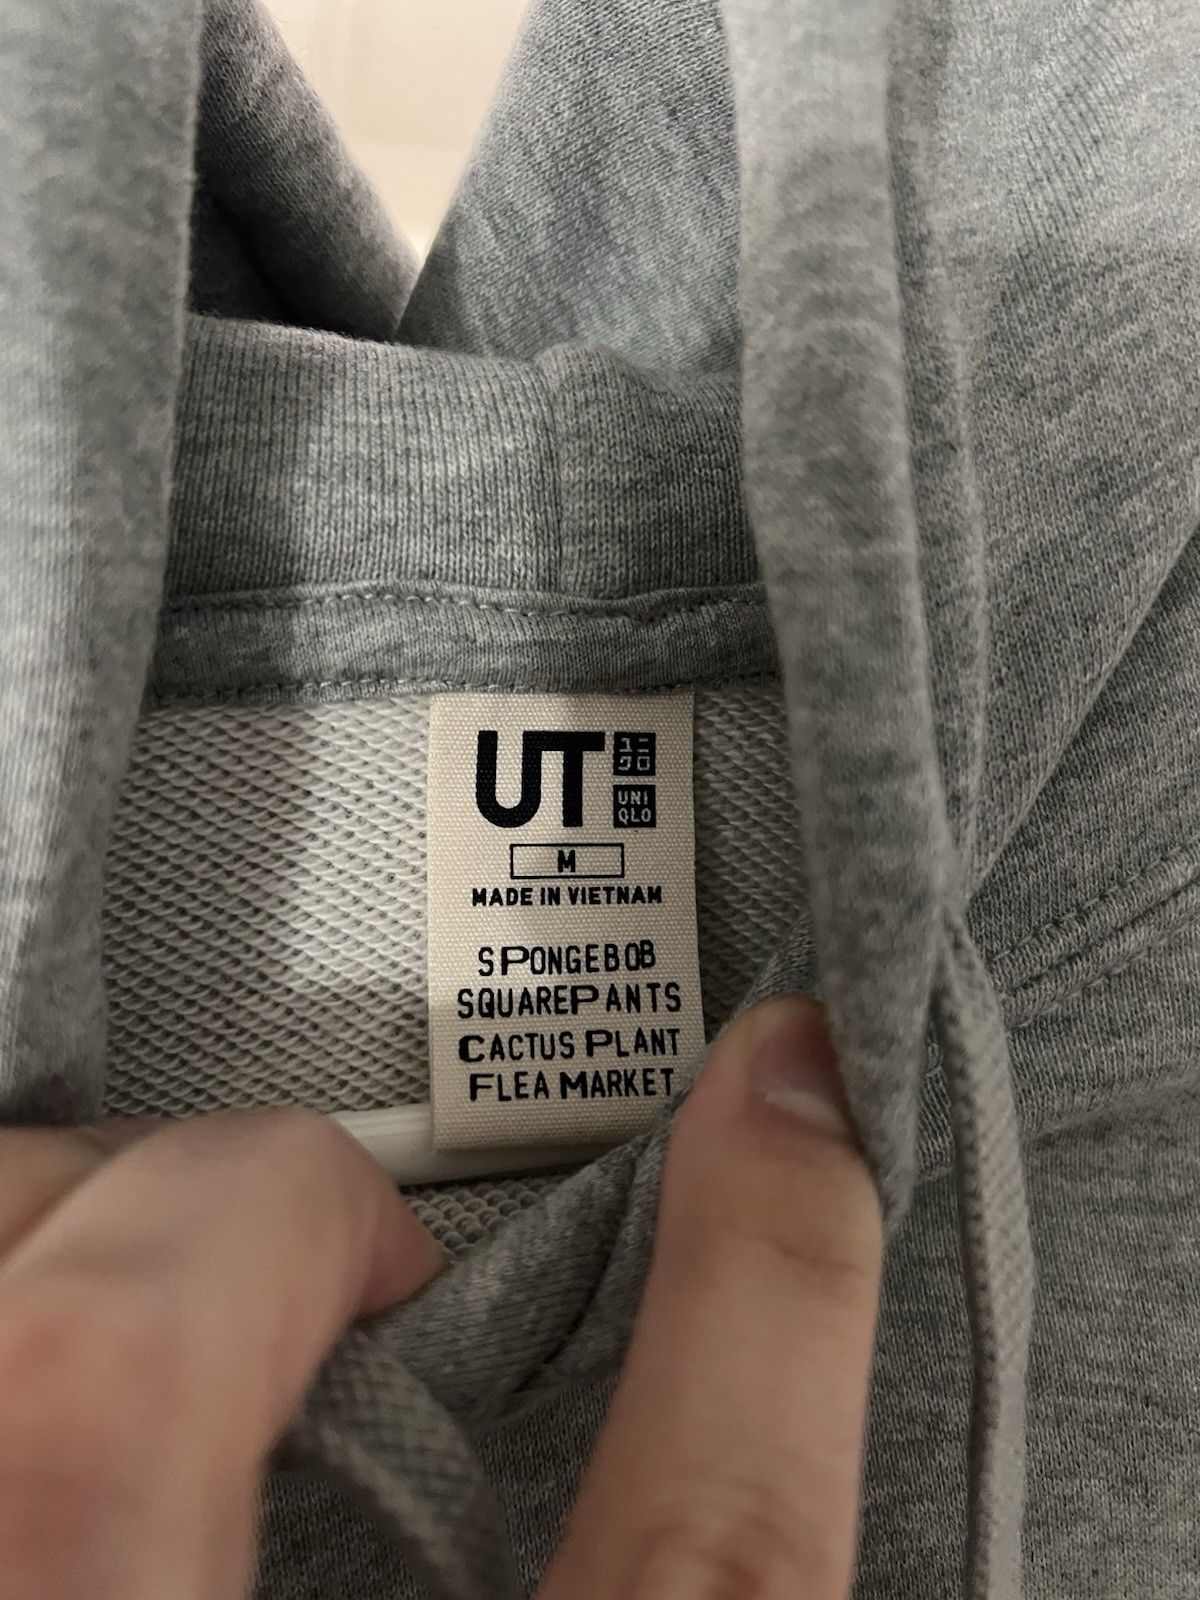 UT
ユニ
クロ
UNI
QLO
M
MADE IN VIETNAM
SPONGEBOB
SQUAREPANTS
CACTUS PLANT
FLEA MARKET